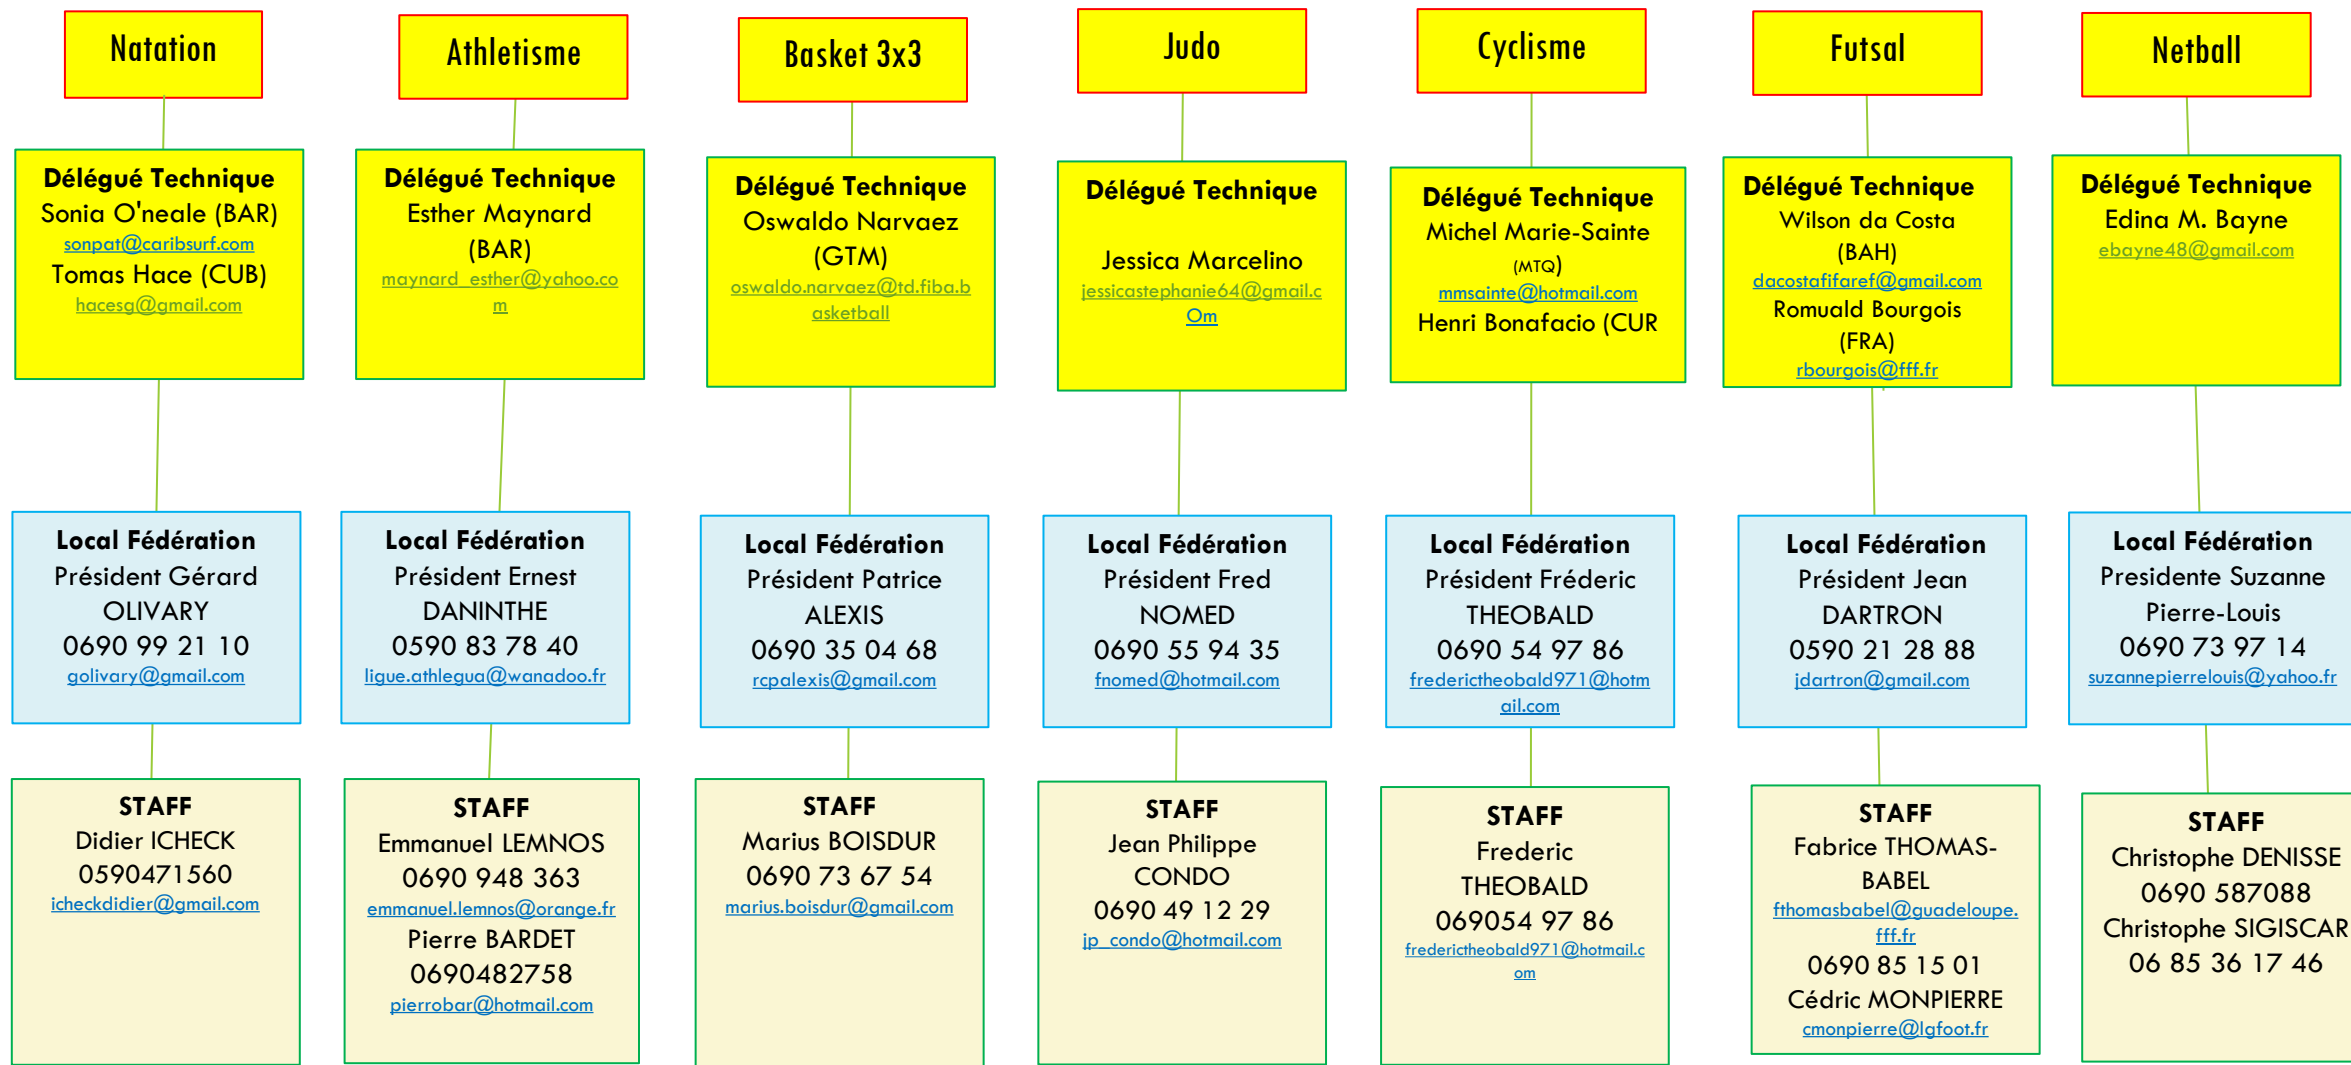 Natation
Athletisme
Basket 3x3
Judo
Cyclisme
Futsal
Netball
Délégué Technique
Sonia O'neale (BAR)
sonpat@caribsurf.com
Tomas Hace (CUB)
hacesg@gmail.com
Délégué Technique
Esther Maynard
(BAR)
maynard_esther@yahoo.co
m
Délégué Technique
Oswaldo Narvaez
(GTM)
oswaldo.narvaez@td.fiba.b
asketball
Délégué Technique
Jessica Marcelino
jessicastephanie64@gmail.c
Om
Délégué Technique
Michel Marie-Sainte
(MTQ)
mmsainte@hotmail.com
Henri Bonafacio (CUR
Délégué Technique
Wilson da Costa
(BAH)
dacostafifaref@gmail.com
Romuald Bourgois
(FRA)
rbourgois@fff.fr
Délégué Technique
Edina M. Bayne
ebayne48@gmail.com
Local Fédération
Président Gérard
OLIVARY
0690 99 21 10
golivary@gmail.com
Local Fédération
Président Ernest
DANINTHE
0590 83 78 40
ligue.athlegua@wanadoo.fr
Local Fédération
Président Patrice
ALEXIS
0690 35 04 68
rcpalexis@gmail.com
Local Fédération
Président Fred
NOMED
0690 55 94 35
fnomed@hotmail.com
Local Fédération
Président Fréderic
THEOBALD
0690 54 97 86
frederictheobald971@hotm
ail.com
Local Fédération
Président Jean
DARTRON
0590 21 28 88
jdartron@gmail.com
Local Fédération
Presidente Suzanne
Pierre-Louis
0690 73 97 14
suzannepierrelouis@yahoo.fr
STAFF
Didier ICHECK
0590471560
icheckdidier@gmail.com
STAFF
Emmanuel LEMNOS
0690 948 363
emmanuel.lemnos@orange.fr
Pierre BARDET
0690482758
pierrobar@hotmail.com
STAFF
Marius BOISDUR
0690 73 67 54
marius.boisdur@gmail.com
STAFF
Jean Philippe
CONDO
0690 49 12 29
jp_condo@hotmail.com
STAFF
Frederic
THEOBALD
069054 97 86
frederictheobald971@hotmail.c
om
STAFF
Fabrice THOMAS-
BABEL
fthomasbabel@guadeloupe.
fff.fr
0690 85 15 01
Cédric MONPIERRE
cmonpierre@lgfoot.fr
STAFF
Christophe DENISSE
0690 587088
Christophe SIGISCAR
06 85 36 17 46